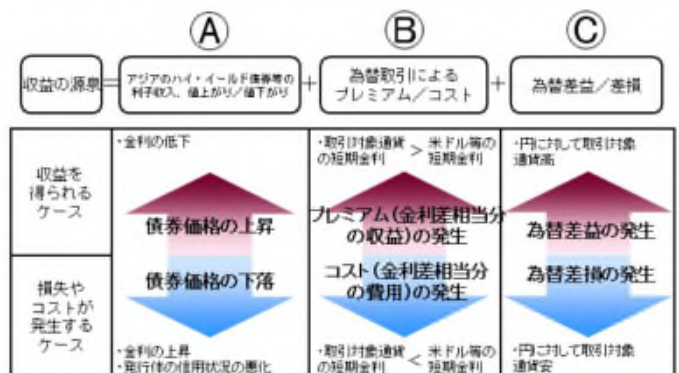 Ⓐ Ⓑ Ⓒ
収益の源泉
=
アジアのハイ・イールド債券等の
利子収入、値上がり/値下がり
+
為替取引による
プレミアム/コスト
+
為替差益/差損
収益を
得られる
ケース
・金利の低下
債券価格の上昇
・取引対象通貨
の短期金利
>
米ドル等の
短期金利
プレミアム(金利差相当分
の収益)の発生
・円に対して取引対象
通貨高
為替差益の発生
損失や
コストが
発生する
ケース
債券価格の下落
・金利の上昇
・発行体の信用状況の悪化
コスト(金利差相当分
の費用)の発生
・取引対象通貨
の短期金利
<
米ドル等の
短期金利
為替差損の発生
・円に対して取引対象
通貨安